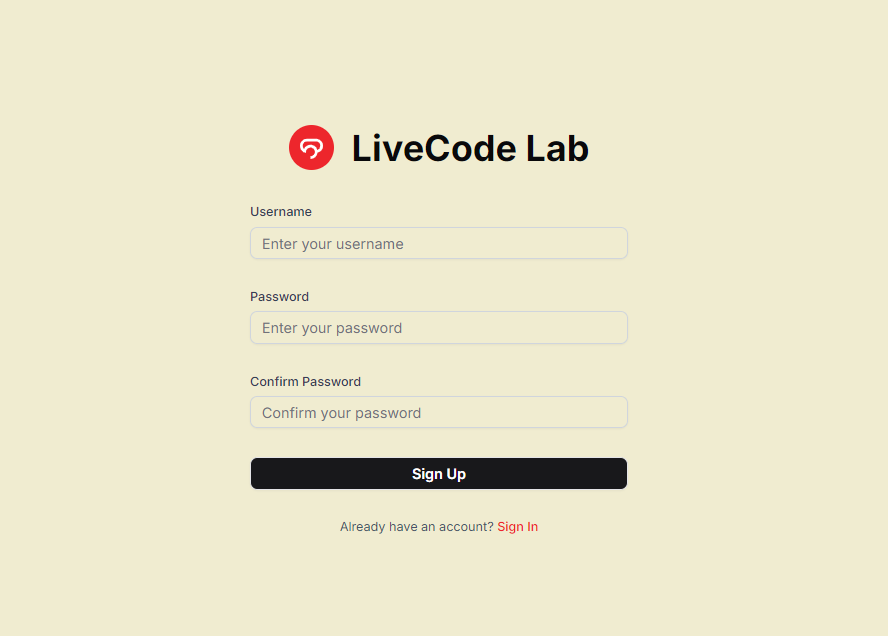 LiveCode Lab
Username
Enter your username
Password
Enter your password
Confirm Password
Confirm your password
Sign Up
Already have an account? Sign In